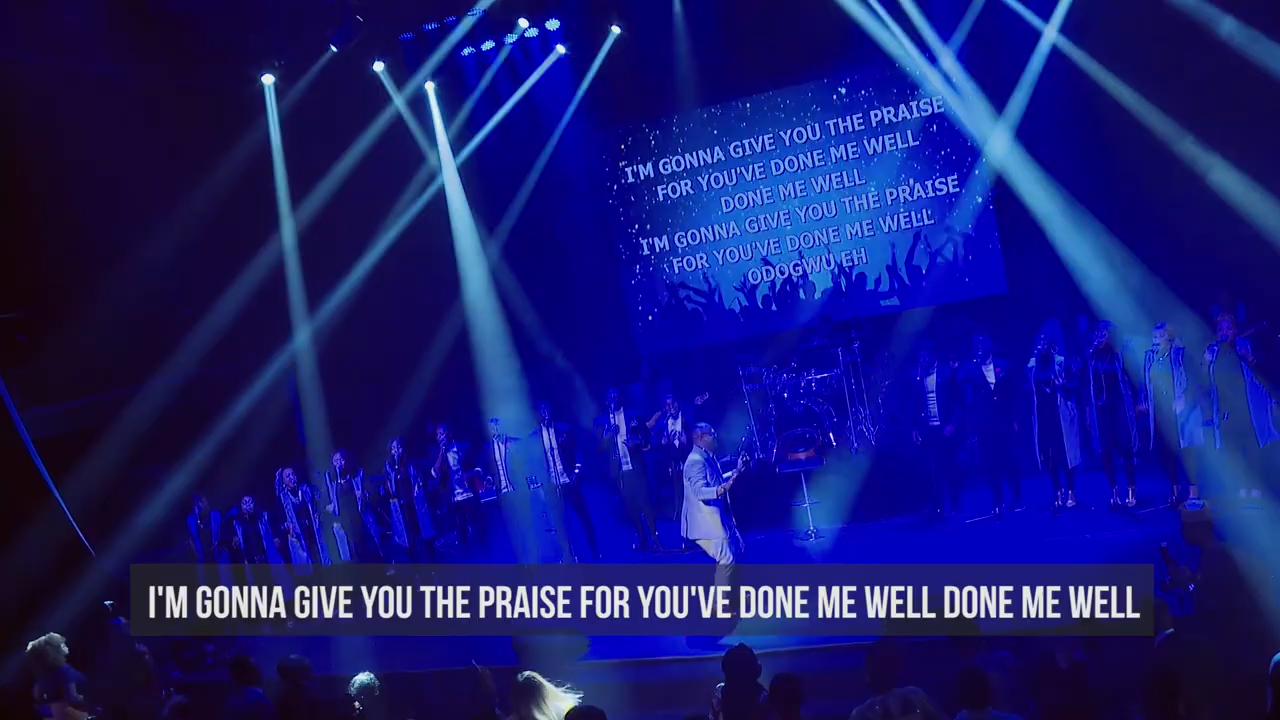 I'M GONNA GIVE YOU THE PRAISE
FOR YOU'VE DONE ME WELL
DONE ME WELL
I'M GONNA GIVE YOU THE PRAISE
FOR YOU'VE DONE ME WELL
ODOGWU EH
I'M GONNA GIVE YOU THE PRAISE FOR YOU'VE DONE ME WELL DONE ME WELL